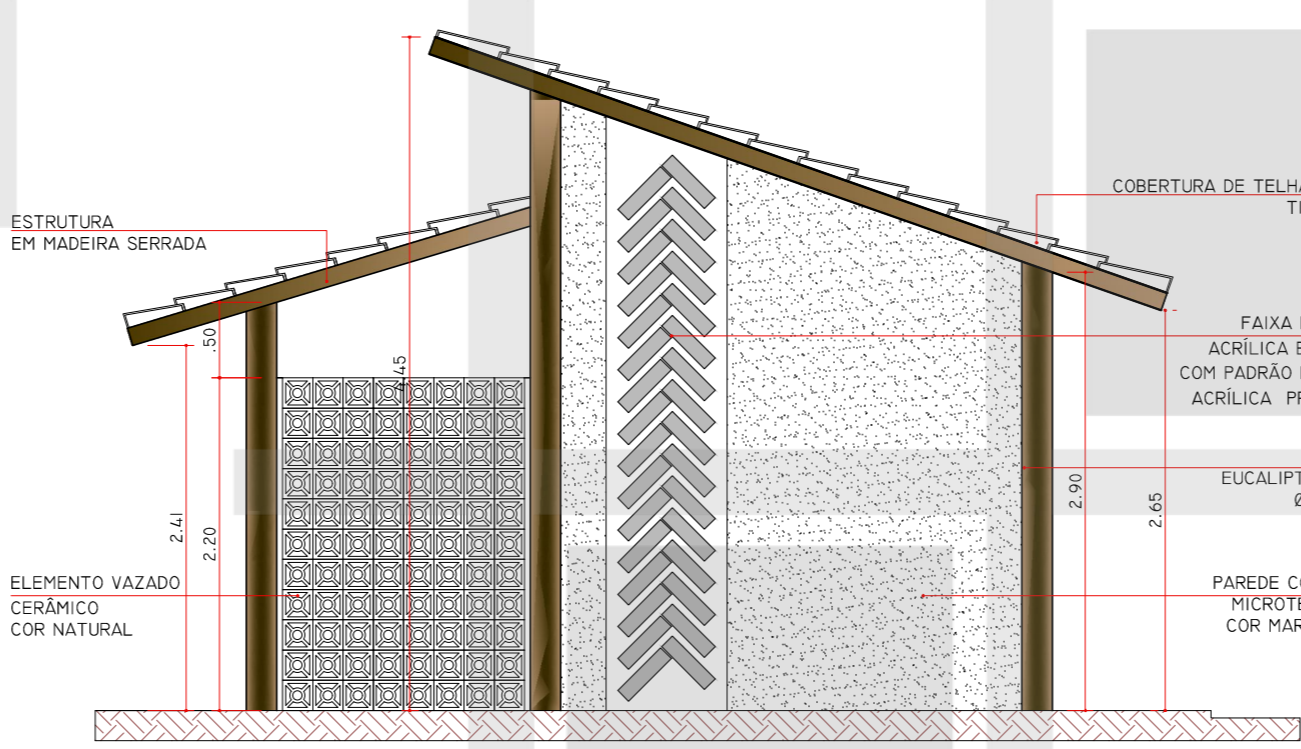 ESTRUTURA
EM MADEIRA SERRADA
ELEMENTO VAZADO
CERÂMICO
COR NATURAL
2.41
.50
2.20
4.45
2.90
2.65
COBERTURA DE TELHA
FAIXA
ACRÍLICA
COM PADRÃO
ACRÍLICA
EUCALIPT
Ø
PAREDE
MICROTE
COR MAR